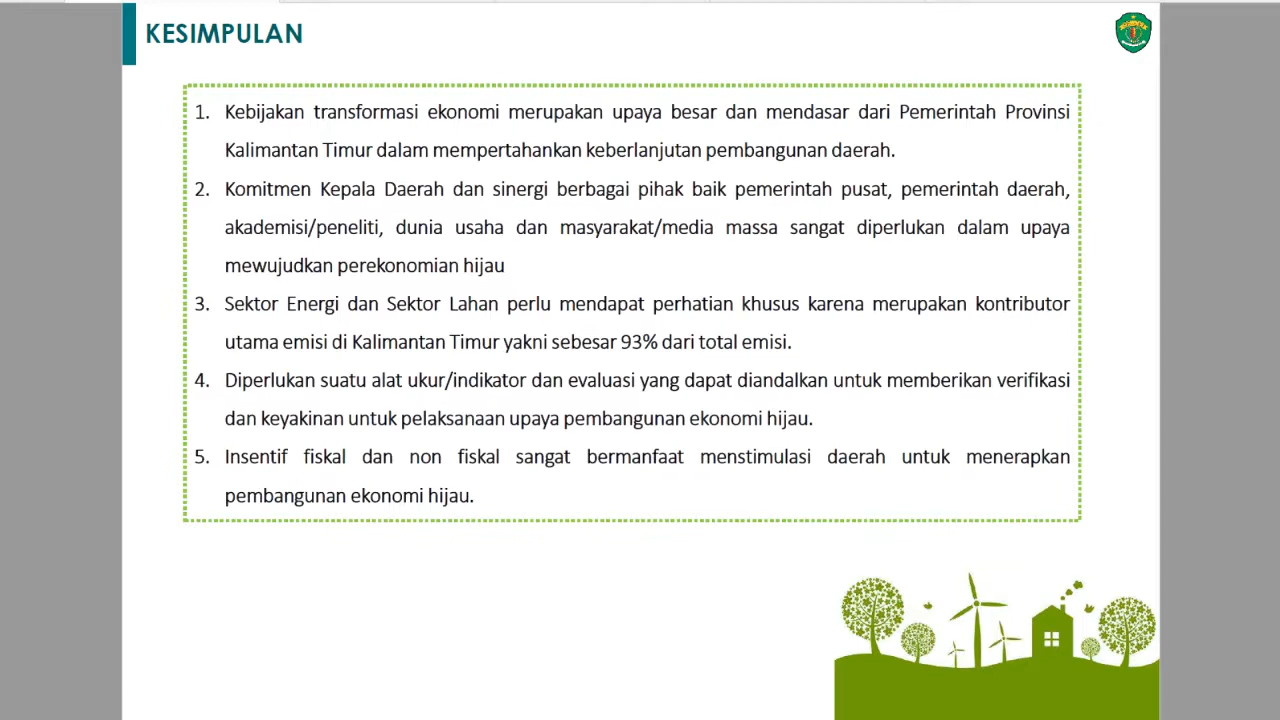 KESIMPULAN
1. Kebijakan transformasi ekonomi merupakan upaya besar dan mendasar dari Pemerintah Provinsi
Kalimantan Timur dalam mempertahankan keberlanjutan pembangunan daerah.
2. Komitmen Kepala Daerah dan sinergi berbagai pihak baik pemerintah pusat, pemerintah daerah,
akademisi/peneliti, dunia usaha dan masyarakat/media massa sangat diperlukan dalam upaya
mewujudkan perekonomian hijau
3. Sektor Energi dan Sektor Lahan perlu mendapat perhatian khusus karena merupakan kontributor
utama emisi di Kalimantan Timur yakni sebesar 93% dari total emisi.
4. Diperlukan suatu alat ukur/indikator dan evaluasi yang dapat diandalkan untuk memberikan verifikasi
dan keyakinan untuk pelaksanaan upaya pembangunan ekonomi hijau.
5. Insentif fiskal dan non fiskal sangat bermanfaat menstimulasi daerah untuk menerapkan
pembangunan ekonomi hijau.